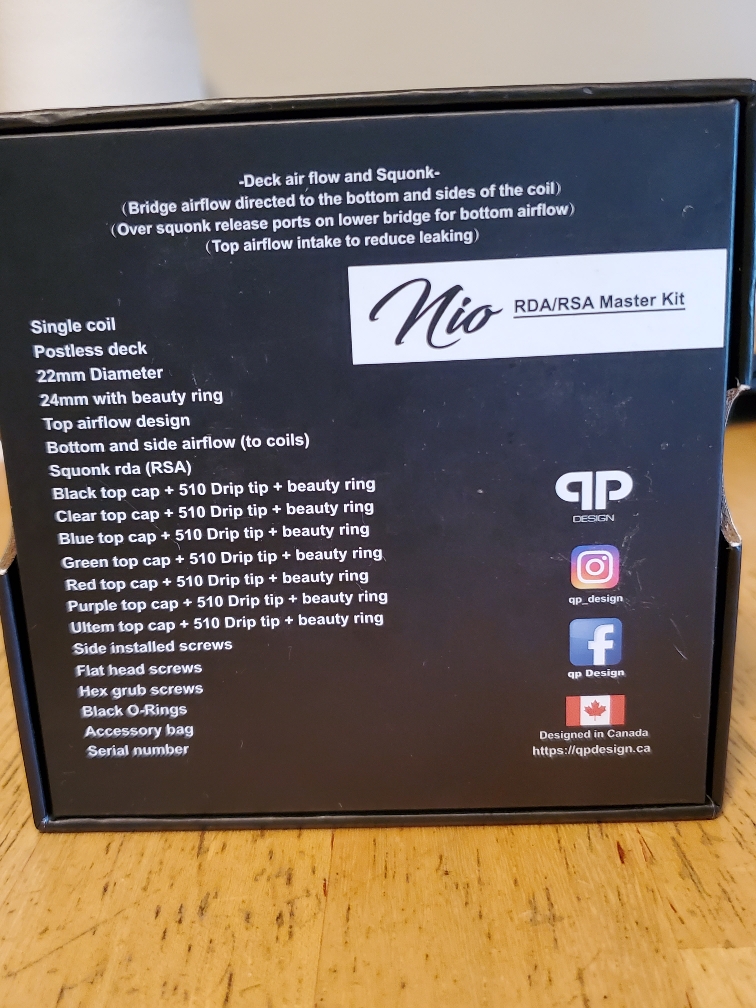 -Deck air flow and Squonk-
(Bridge airflow directed to the bottom and sides of the coil)
(Over squonk release ports on lower bridge for bottom airflow)
(Top airflow intake to reduce leaking)
Nio RDA/RSA Master Kit
Single coil
Postless deck
22mm Diameter
24mm with beauty ring
Top airflow design
Bottom and side airflow (to coils)
Squonk rda (RSA)
Black top cap + 510 Drip tip + beauty ring
Clear top cap + 510 Drip tip + beauty ring
Blue top cap + 510 Drip tip + beauty ring
Green top cap + 510 Drip tip + beauty ring
Red top cap + 510 Drip tip + beauty ring
Purple top cap + 510 Drip tip + beauty ring
Ultem top cap + 510 Drip tip + beauty ring
Side installed screws
Flat head screws
Hex grub screws
Black O-Rings
Accessory bag
Serial number
qp
DESIGN
qp_design
f
qp Design
Designed in Canada
https://qpdesign.ca